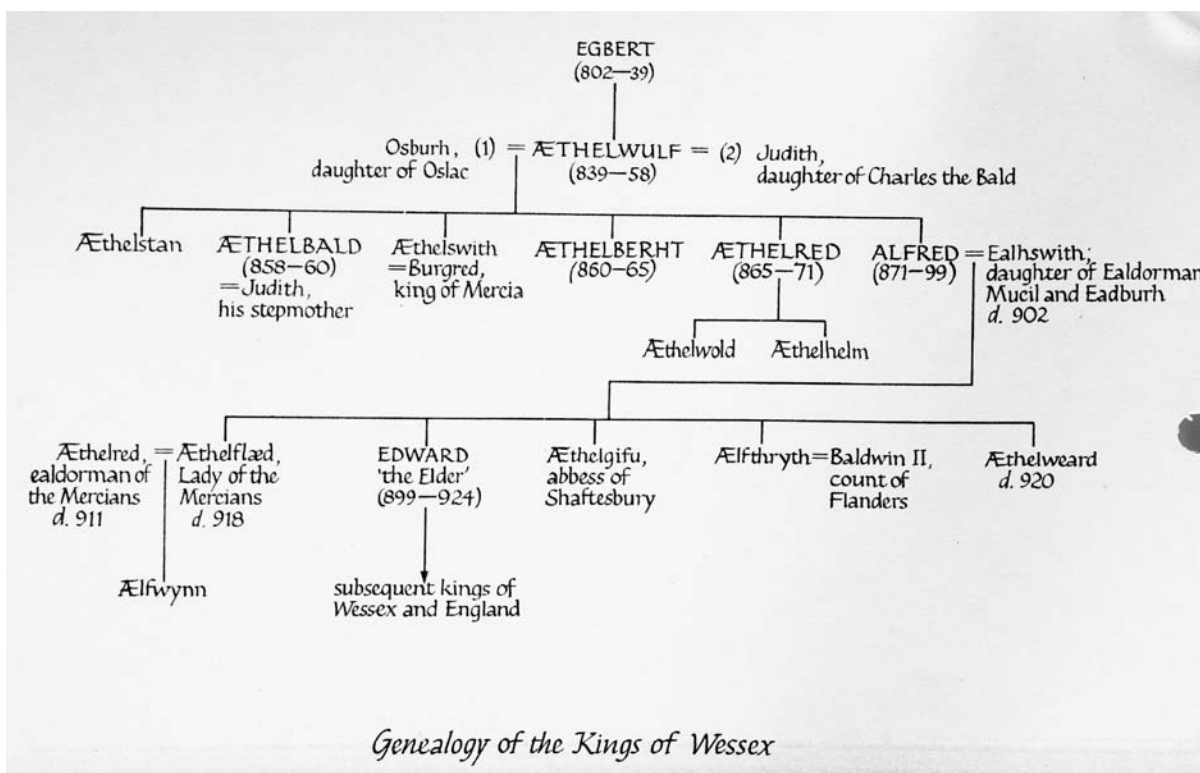 EGBERT
(802—39)
Osburh, (1) = ÆTHELWULF = (2) Judith,
daughter of Oslac
(839—58)
daughter of Charles the Bald
Æthelstan
ÆTHELBALD
(858—60)
=Judith,
his stepmother
Æthelswith
=Burgred,
king of Mercia
ÆTHELBERHT
(860—65)
ÆTHELRED
(865—71)
ALFRED = Ealhswith;
(871—99)
daughter of Ealdorman
Mucil and Eadburh
d. 902
Æthelwold
Æthelhelm
Æthelred, = Æthelflæd,
ealdorman of
the Mercians
d. 911
Lady of the
Mercians
d. 918
EDWARD
'the Elder'
(899—924)
Æthelgifu,
abbess of
Shaftesbury
Ælfthryth=Baldwin II,
count of
Flanders
Æthelweard
d. 920
Ælfwynn
subsequent kings of
Wessex and England
Genealogy of the Kings of Wessex